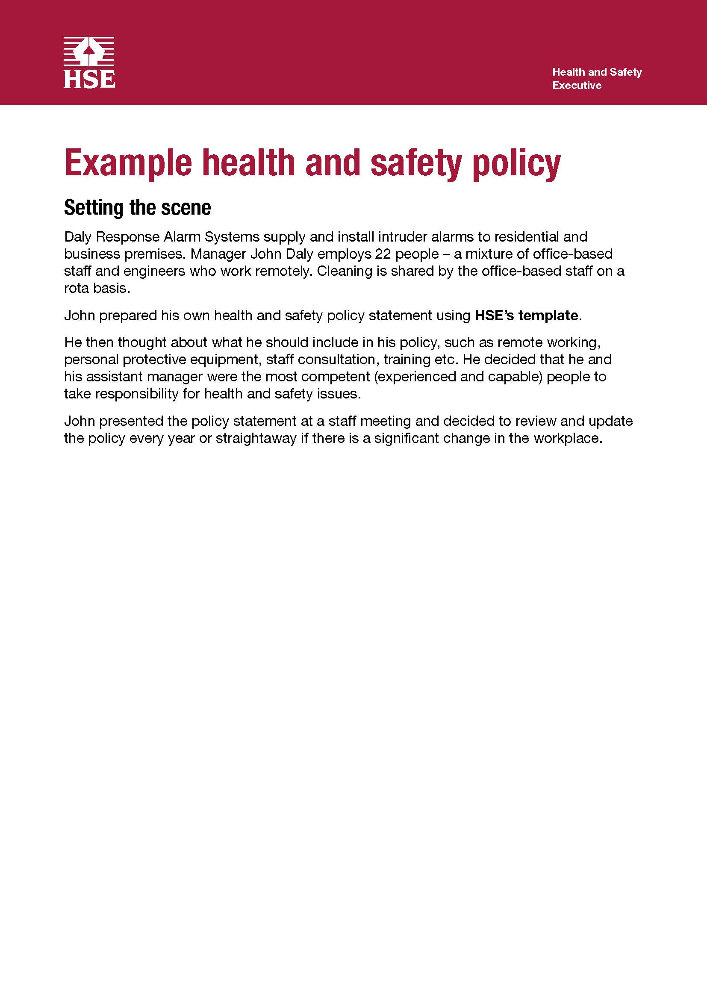 HSE
Health and Safety
Executive
Example health and safety policy
Setting the scene
Daly Response Alarm Systems supply and install intruder alarms to residential and
business premises. Manager John Daly employs 22 people – a mixture of office-based
staff and engineers who work remotely. Cleaning is shared by the office-based staff on a
rota basis.
John prepared his own health and safety policy statement using HSE’s template.
He then thought about what he should include in his policy, such as remote working,
personal protective equipment, staff consultation, training etc. He decided that he and
his assistant manager were the most competent (experienced and capable) people to
take responsibility for health and safety issues.
John presented the policy statement at a staff meeting and decided to review and update
the policy every year or straightaway if there is a significant change in the workplace.